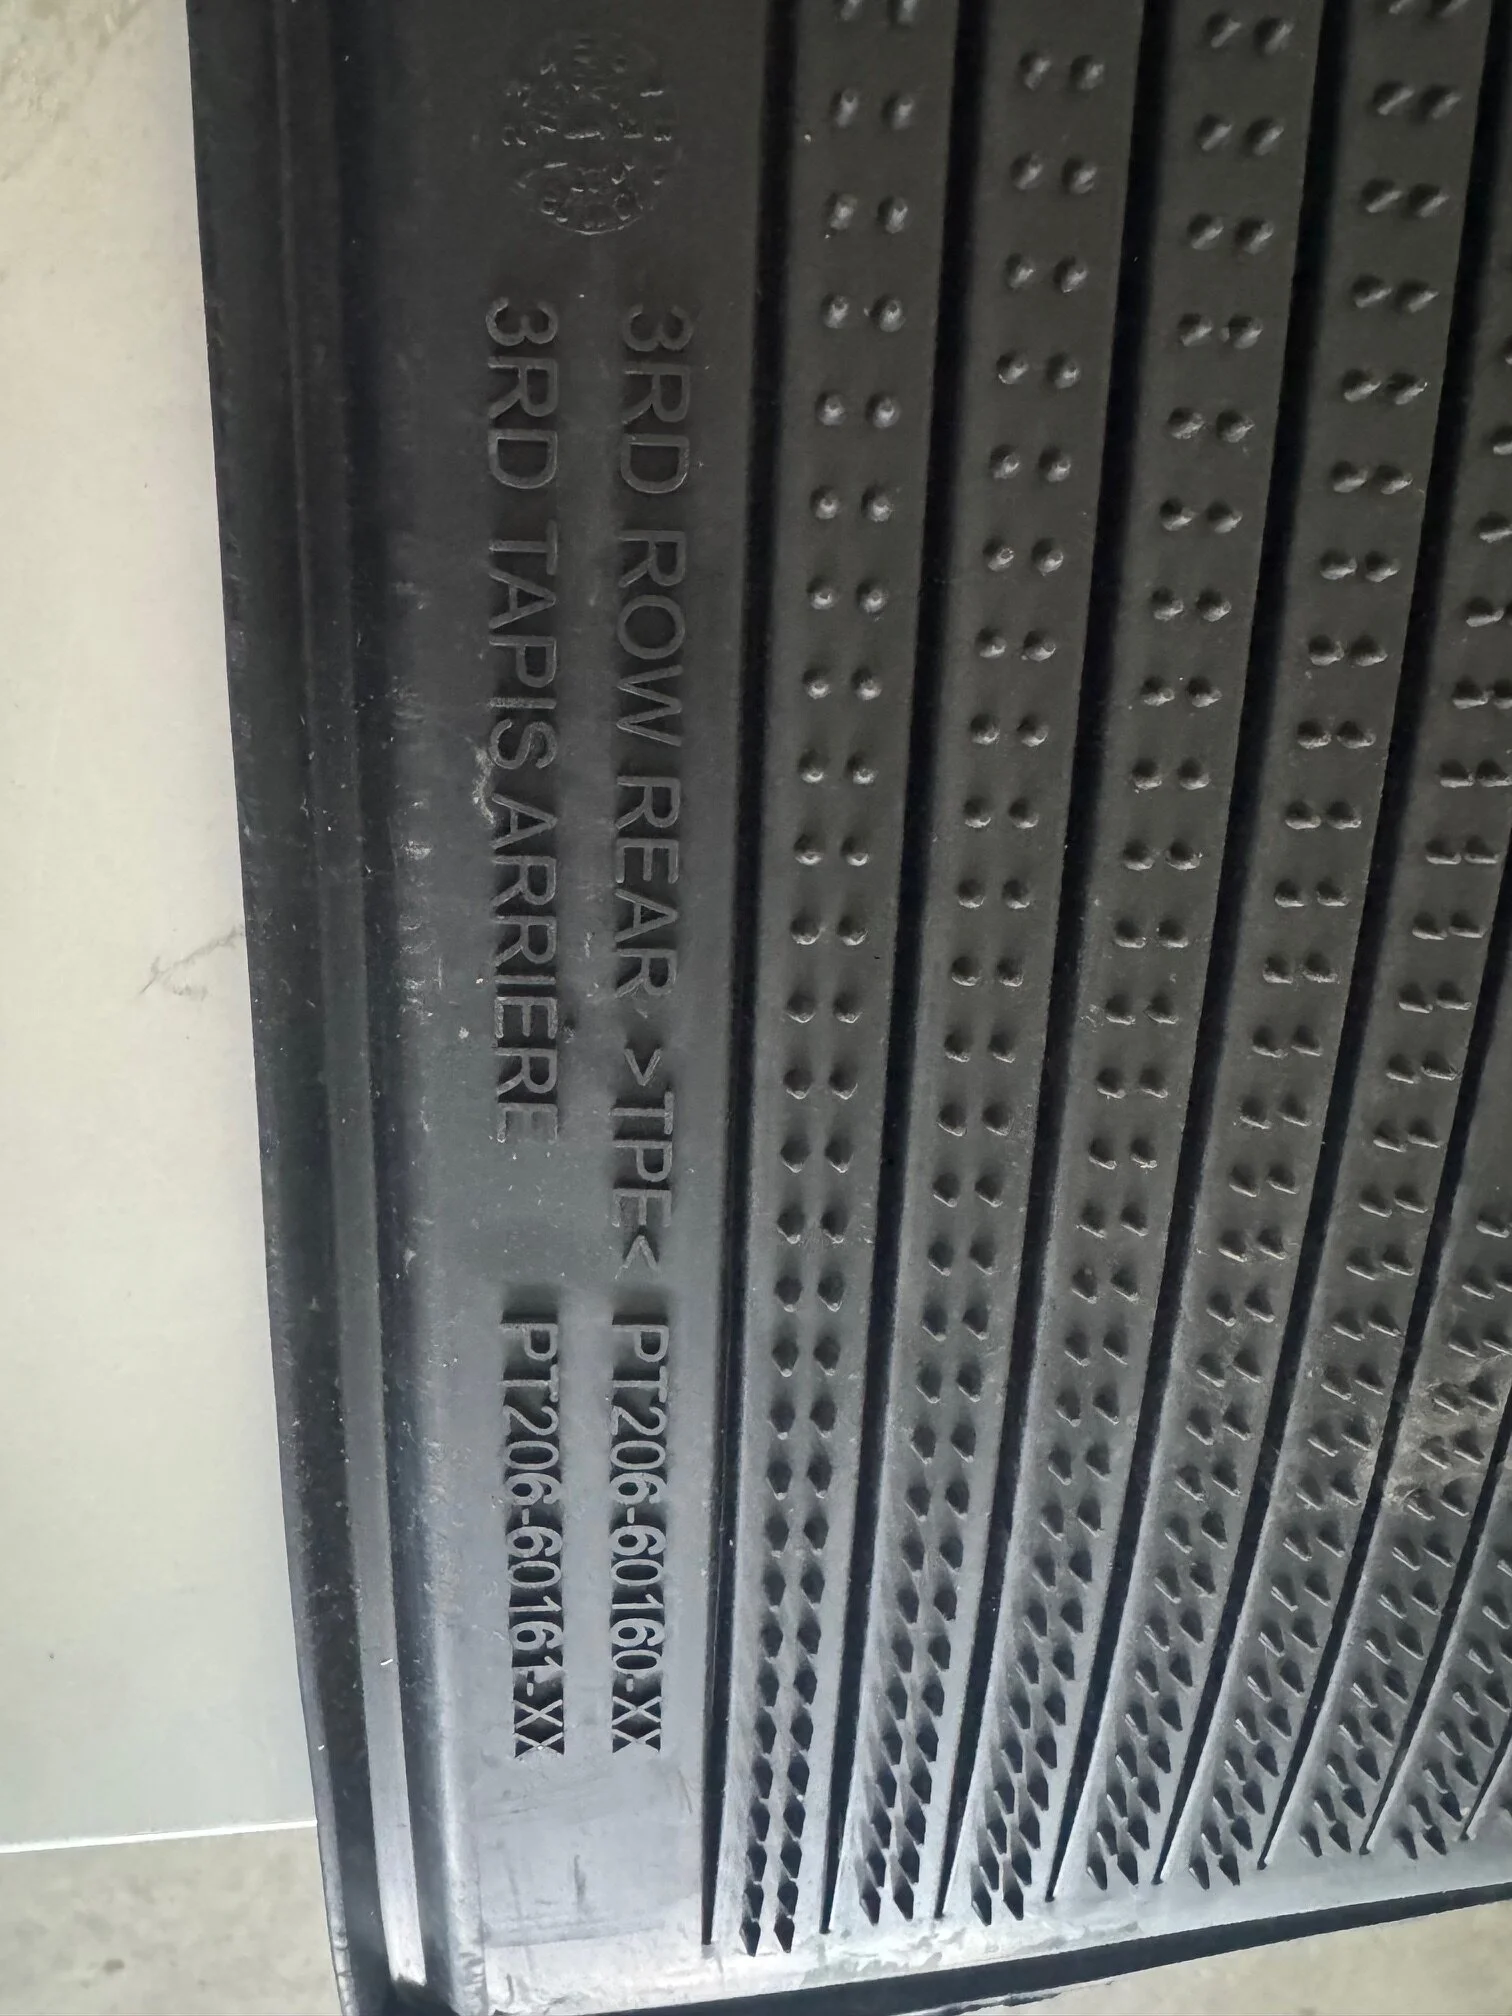 3RD ROW REAR >TPE< PT206-60160-XX
3RD TAPIS ARRIERE PT206-60161-XX